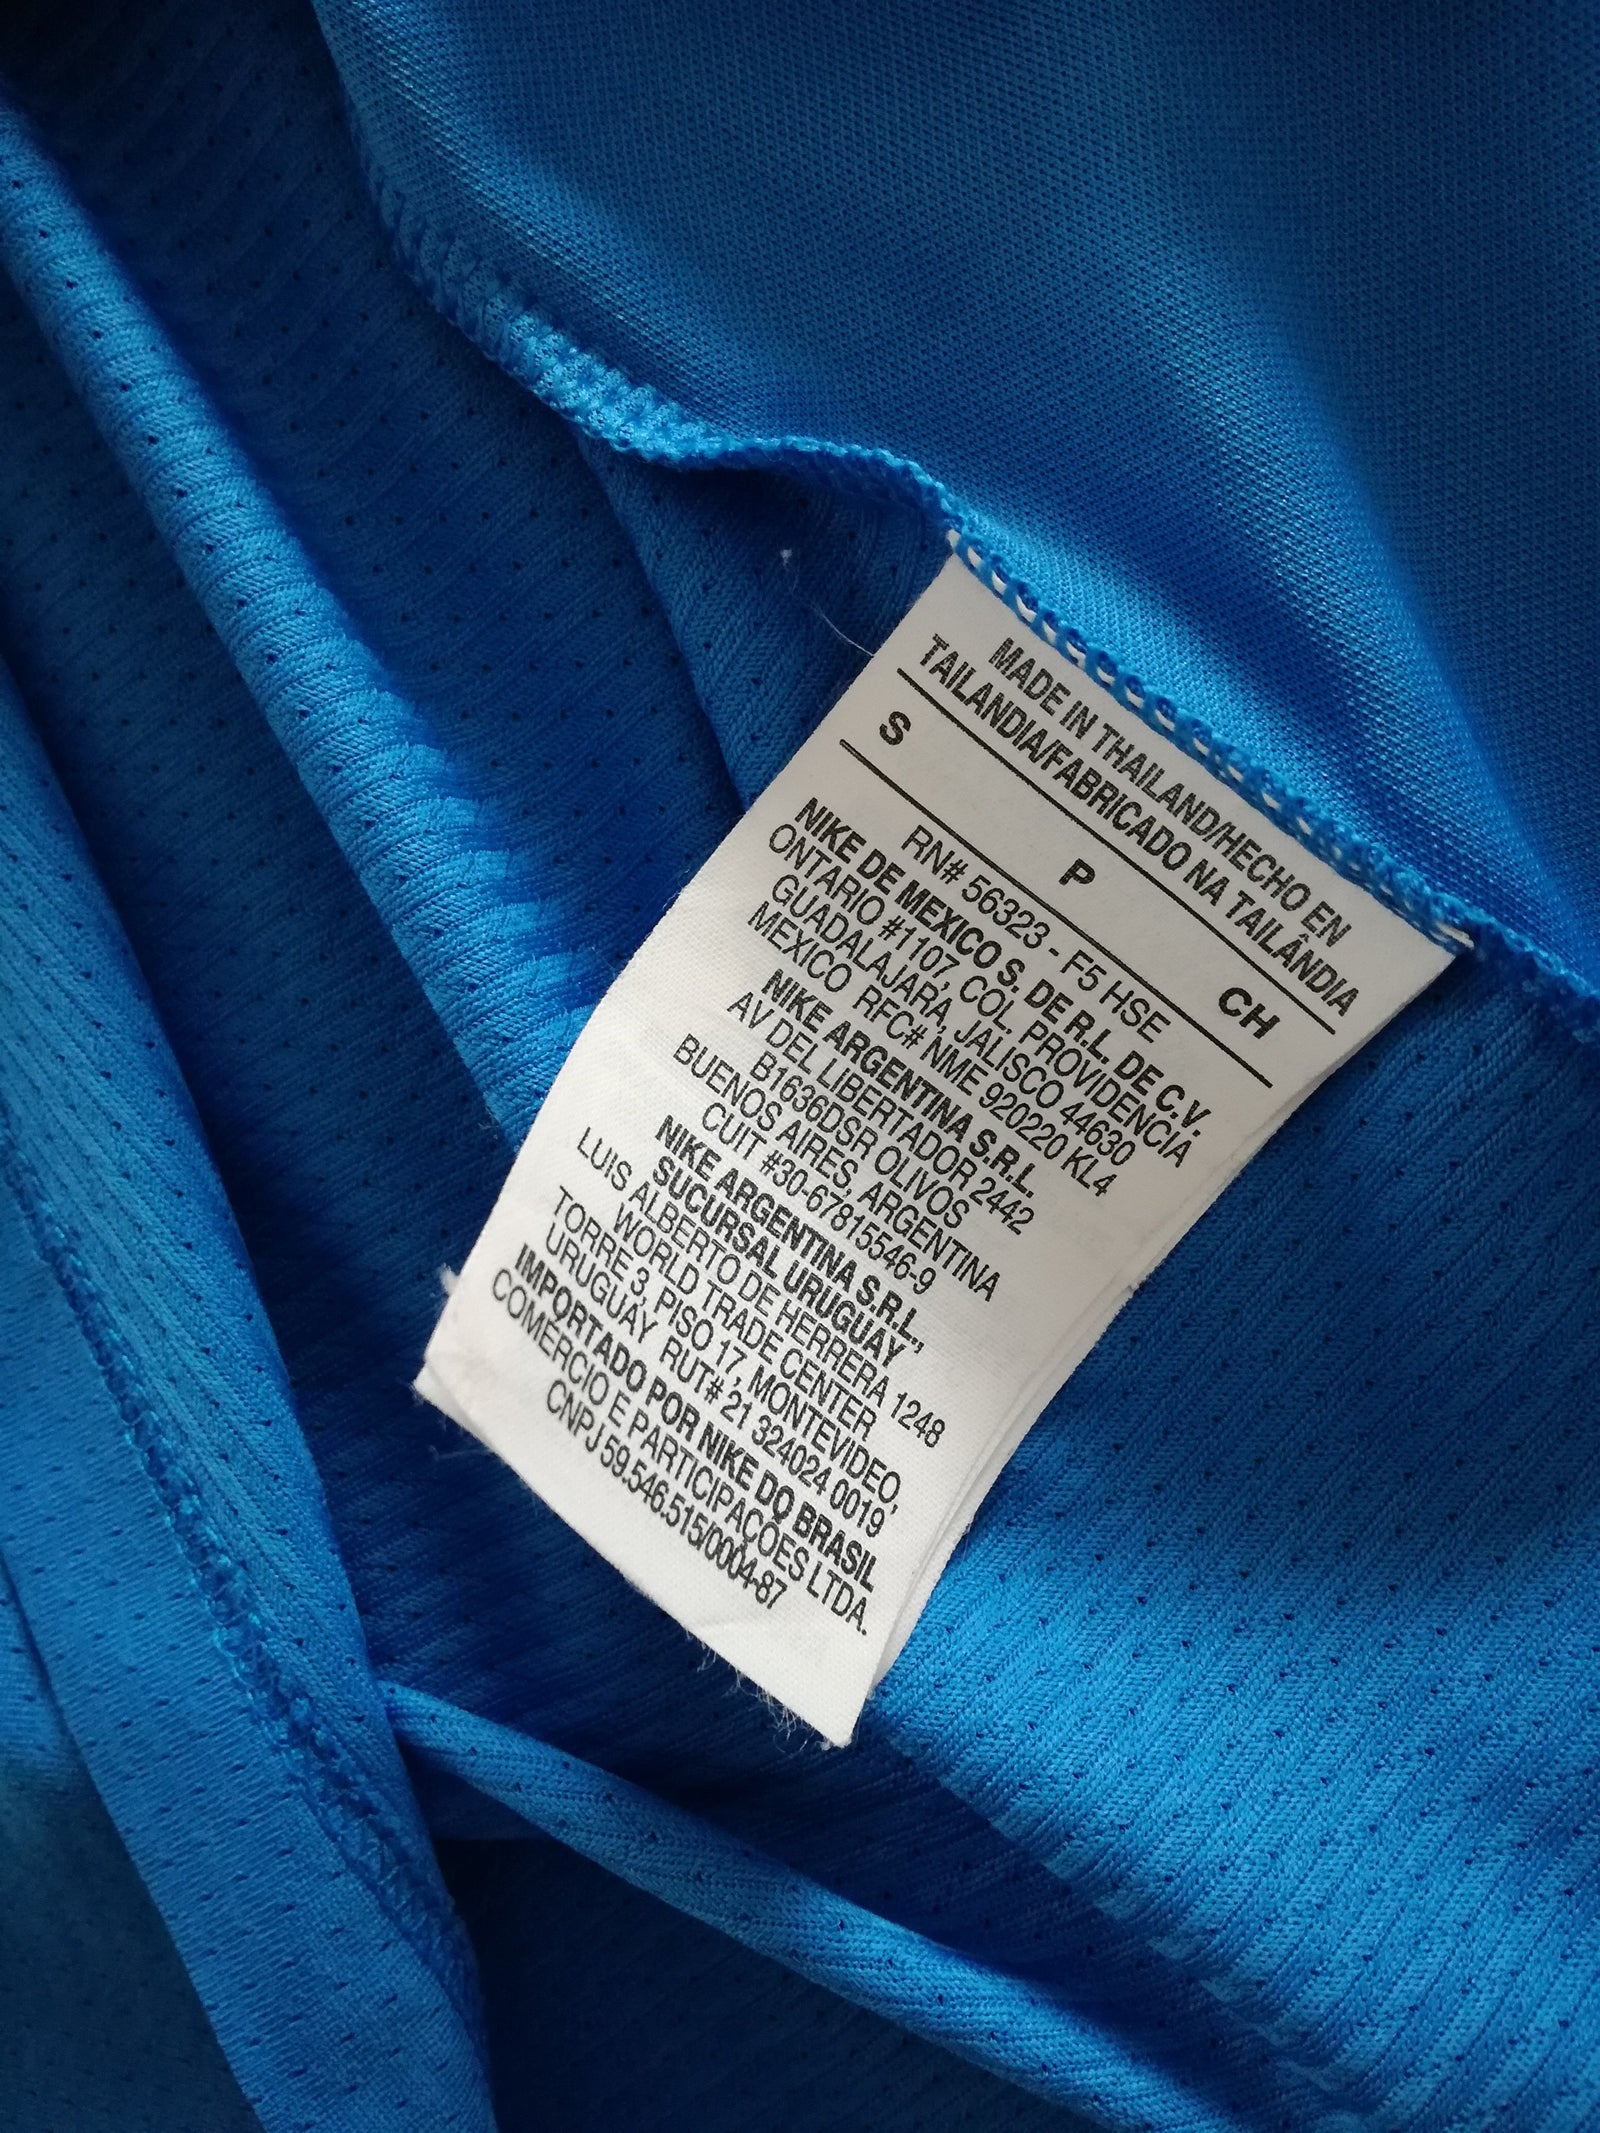 MADE IN THAILAND/HECHO EN
TAILANDIA/FABRICADO NA TAILÂNDIA
S P CH
RN# 56323 - F5 HSE
NIKE DE MEXICO S. DE R.L. DE C.V.
ONTARIO #1107, COL. PROVIDENCIA
GUADALAJARA, JALISCO 44630
MEXICO RFC# NME 920220 KL4
NIKE ARGENTINA S.R.L.
AV DEL LIBERTADOR 2442
B1636DSR OLIVOS
BUENOS AIRES, ARGENTINA
CUIT #30-67815546-9
NIKE ARGENTINA S.R.L.,
SUCURSAL URUGUAY"
LUIS ALBERTO DE HERRERA 1248
WORLD TRADE CENTER
TORRE 3, PISO 17, MONTEVIDEO,
URUGUAY RUT# 21 324024 0019
IMPORTADO POR NIKE DO BRASIL
COMERCIO E PARTICIPAÇÕES LTDA.
CNPJ 59.546.515/0004-87